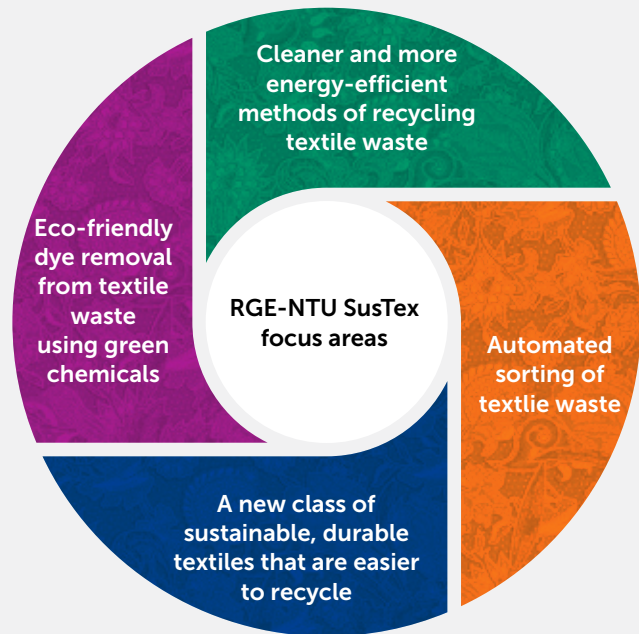 Cleaner and more
energy-efficient
methods of recycling
textile waste
Eco-friendly
dye removal
from textile
waste
using green
chemicals
RGE-NTU SusTex
focus areas
Automated
sorting of
textlie waste
A new class of
sustainable, durable
textiles that are easier
to recycle